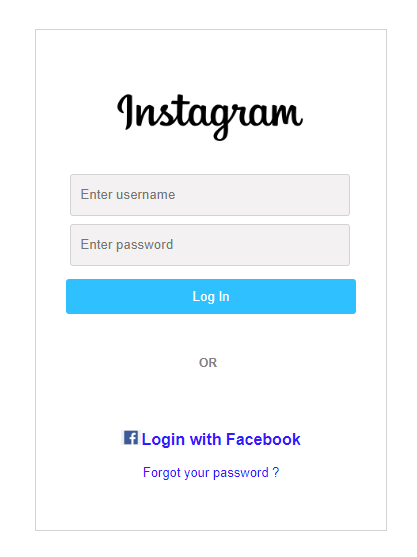 Instagram
Enter username
Enter password
Log In
OR
Login with Facebook
Forgot your password ?